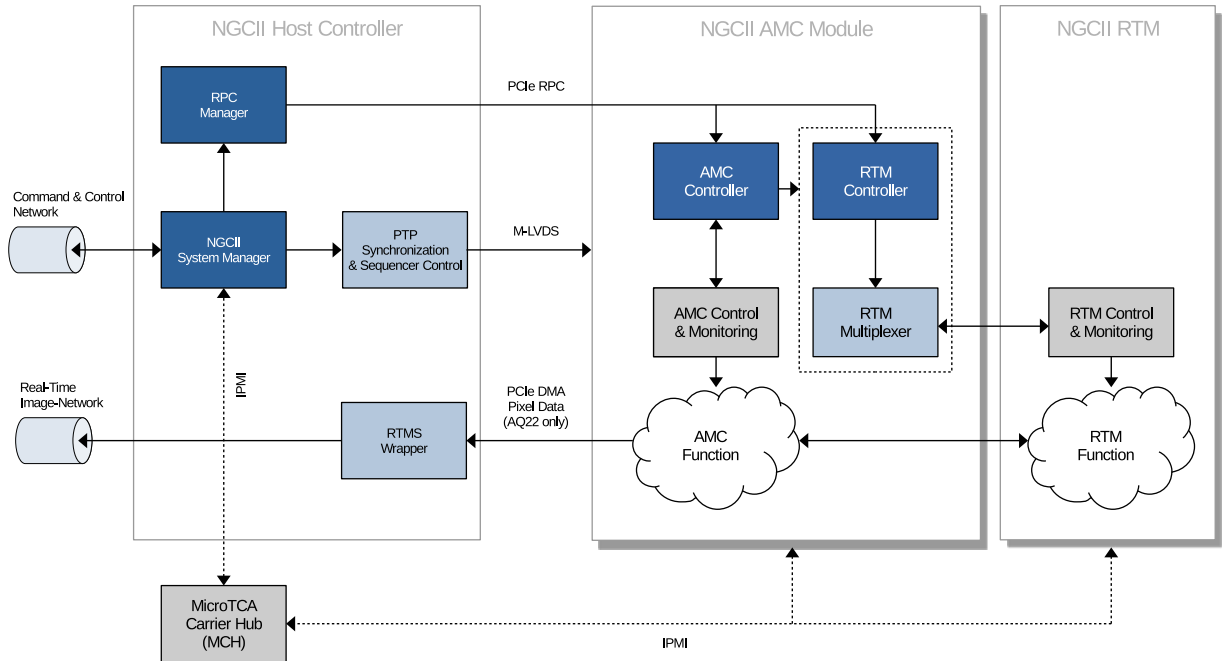 NGCII Host Controller
NGCII AMC Module
NGCII RTM
RPC
Manager
PCIe RPC
AMC
Controller
RTM
Controller
Command & Control
Network
NGCII
System Manager
PTP
Synchronization
& Sequencer Control
M-LVDS
AMC Control
& Monitoring
RTM
Multiplexer
RTM Control
& Monitoring
IPMI
Real-Time
Image-Network
RTMS
Wrapper
PCIe DMA
Pixel Data
(AQ22 only)
AMC
Function
RTM
Function
MicroTCA
Carrier Hub
(MCH)
IPMI